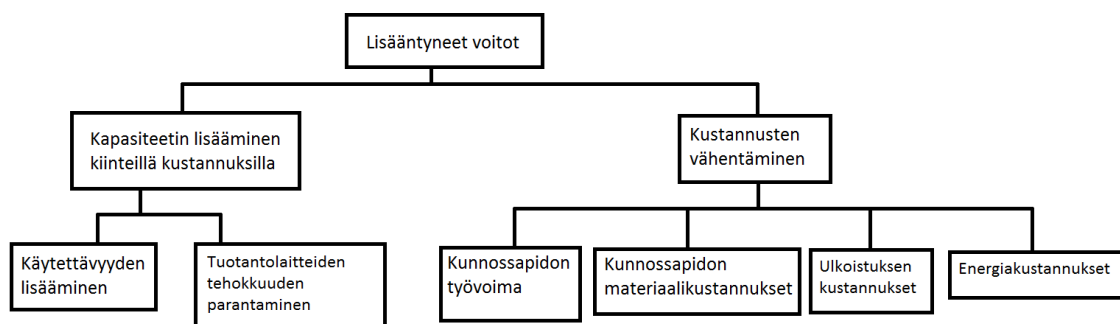 Lisääntyneet voitot
Kapasiteetin lisääminen
kiinteillä kustannuksilla
Kustannusten
vähentäminen
Käytettävyyden
lisääminen
Tuotantolaitteiden
tehokkuuden
parantaminen
Kunnossapidon
työvoima
Kunnossapidon
materiaalikustannukset
Ulkoistuksen
kustannukset
Energiakustannukset